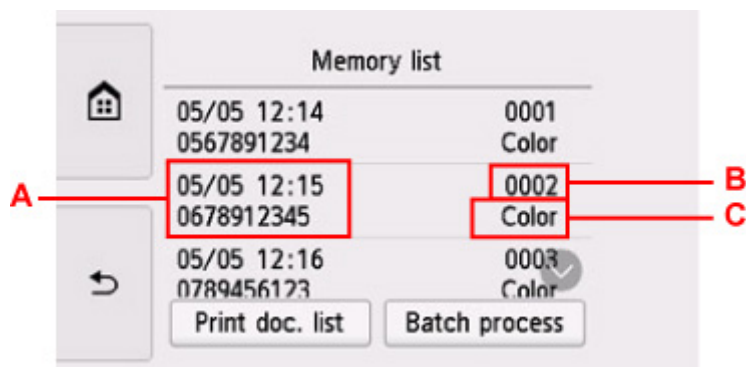 Memory list
05/05 12:14 0001
0567891234 Color
A 05/05 12:15 0002 B
0678912345 Color C
05/05 12:16 0003
0789456123 Color
Print doc. list Batch process